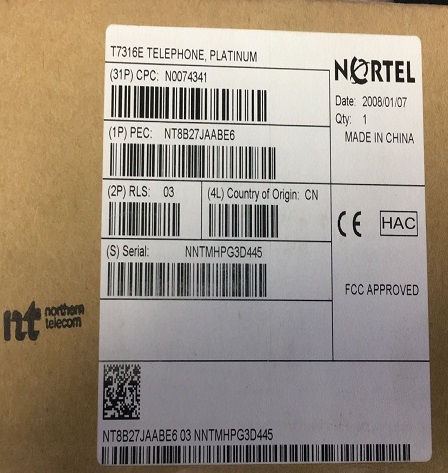 T7316E TELEPHONE, PLATINUM
(31P) CPC: N0074341
(1P) PEC: NT8B27JAABE6
(2P) RLS: 03
(4L) Country of Origin: CN
(S) Serial: NNTMHPG3D445
NORTEL
Date: 2008/01/07
Qty: 1
MADE IN CHINA
CE HAC
FCC APPROVED
nt northern
telecom
NT8B27JAABE6 03 NNTMHPG3D445